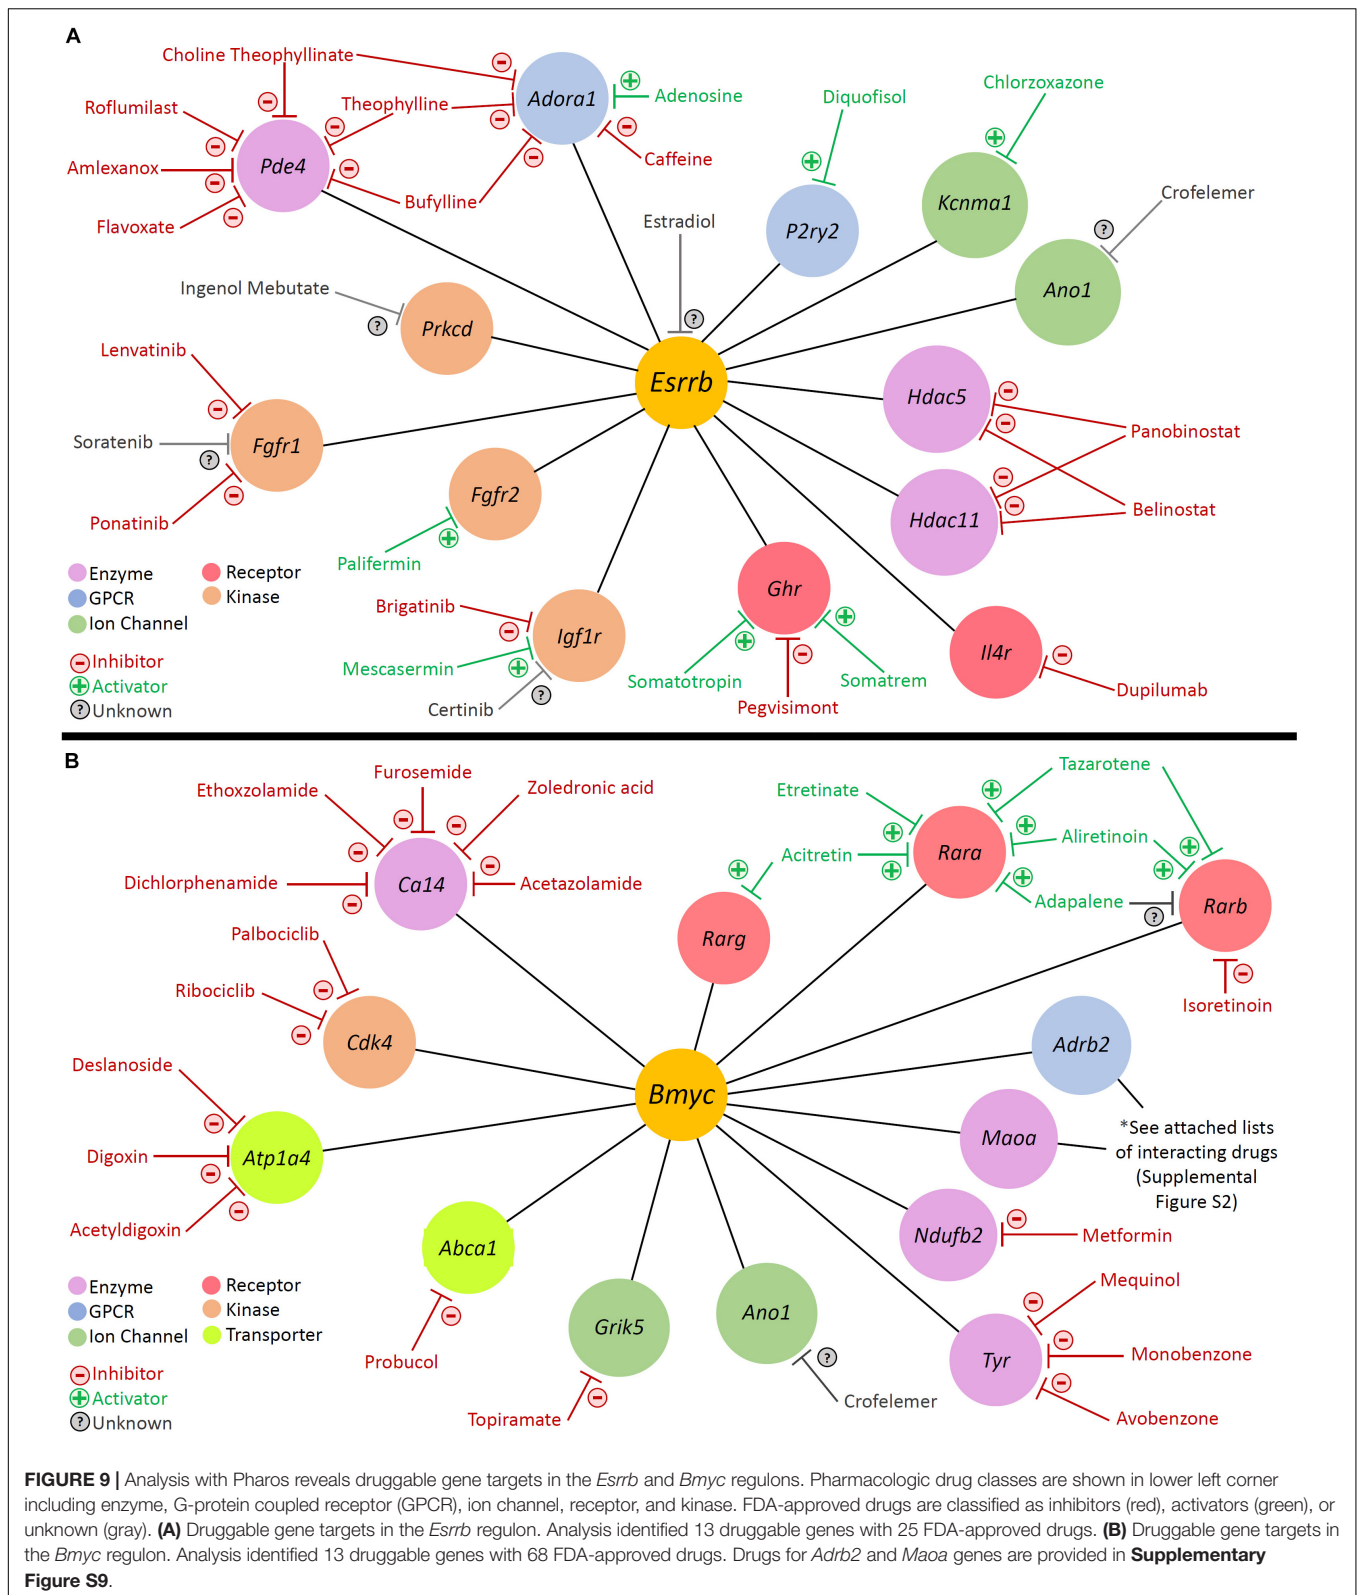 A
Choline Theophyllinate
Roflumilast
Theophylline
Amlexanox
Bufylline
Flavoxate
Pde4
Adora1
Adenosine
Caffeine
Diquofisol
Chlorzoxazone
P2ry2
Kcnma1
Crofelemer
Ano1
Estradiol
Ingenol Mebutate
Prkcd
Lenvatinib
Soratenib
Ponatinib
Fgfr1
Esrrb
Hdac5
Panobinostat
Belinostat
Hdac11
Fgfr2
Palifermin
Brigatinib
Mescasermin
Certinib
Igf1r
Ghr
Somatotropin
Somatrem
Pegvisimont
Il4r
Dupilumab
Enzyme
GPCR
Ion Channel
Receptor
Kinase
Inhibitor
Activator
? Unknown
B
Ethoxzolamide
Furosemide
Zoledronic acid
Dichlorphenamide
Ca14
Acetazolamide
Etretinate
Acitretin
Rara
Tazarotene
Aliretinoin
Adapalene
Rarb
Isoretinoin
Rarg
Palbociclib
Ribociclib
Cdk4
Deslanoside
Digoxin
Acetyldigoxin
Atp1a4
Bmyc
Adrb2
Maoa
*See attached lists
of interacting drugs
(Supplemental
Figure S2)
Ndufb2
Metformin
Abca1
Probucol
Grik5
Topiramate
Ano1
Crofelemer
Tyr
Mequinol
Monobenzone
Avobenzone
Enzyme
GPCR
Ion Channel
Receptor
Kinase
Transporter
Inhibitor
Activator
? Unknown
FIGURE 9 | Analysis with Pharos reveals druggable gene targets in the Esrrb and Bmyc regulons. Pharmacologic drug classes are shown in lower left corner
including enzyme, G-protein coupled receptor (GPCR), ion channel, receptor, and kinase. FDA-approved drugs are classified as inhibitors (red), activators (green), or
unknown (gray). (A) Druggable gene targets in the Esrrb regulon. Analysis identified 13 druggable genes with 25 FDA-approved drugs. (B) Druggable gene targets in
the Bmyc regulon. Analysis identified 13 druggable genes with 68 FDA-approved drugs. Drugs for Adrb2 and Maoa genes are provided in Supplementary
Figure S9.